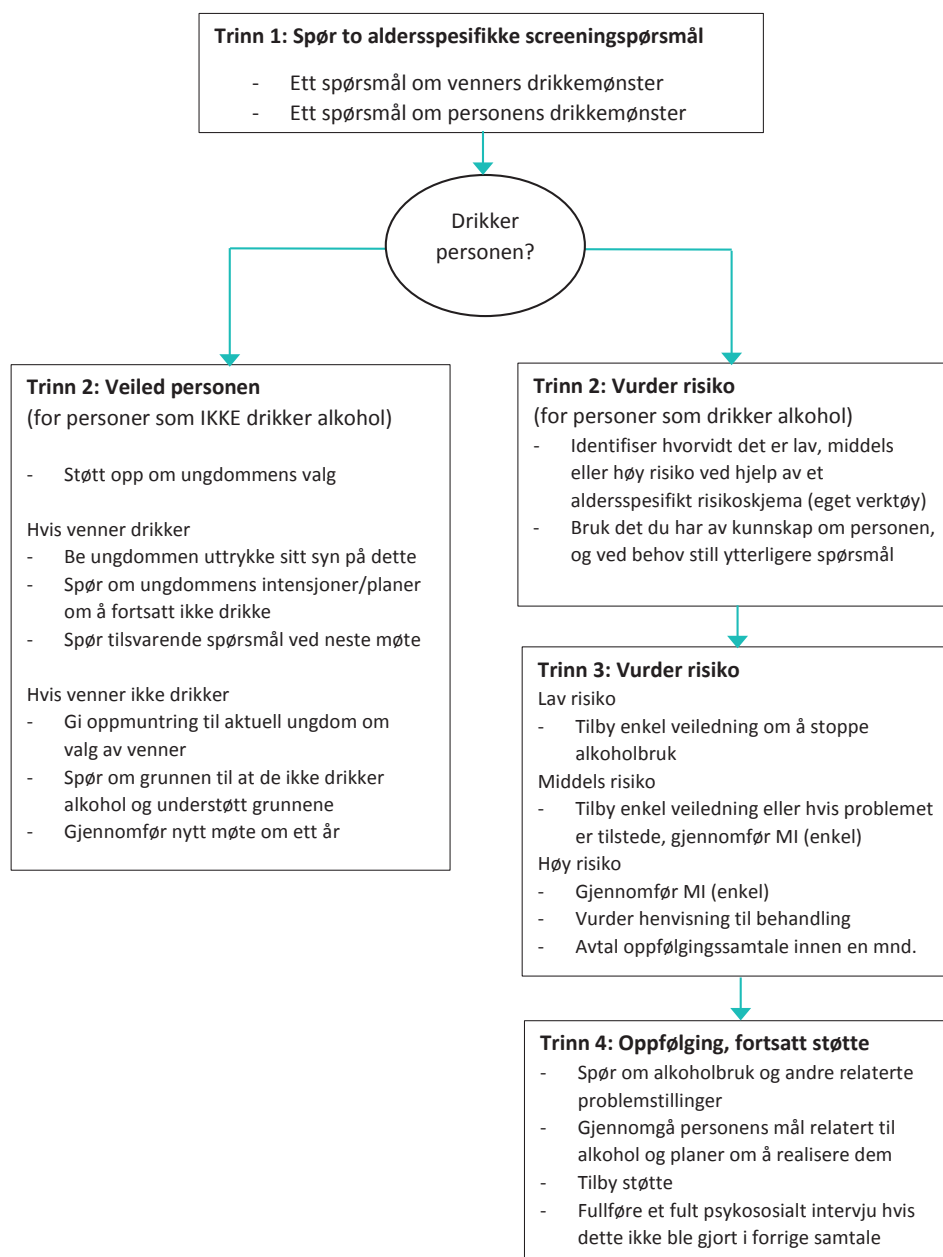 Trinn 1: Spør to aldersspesifikke screeningspørsmål
- Ett spørsmål om venners drikkemønster
- Ett spørsmål om personens drikkemønster
Drikker
personen?
Trinn 2: Veiled personen
(for personer som IKKE drikker alkohol)
- Støtt opp om ungdommens valg
Hvis venner drikker
- Be ungdommen uttrykke sitt syn på dette
- Spør om ungdommens intensjoner/planer
om å fortsatt ikke drikke
- Spør tilsvarende spørsmål ved neste møte
Hvis venner ikke drikker
- Gi oppmuntring til aktuell ungdom om
valg av venner
- Spør om grunnen til at de ikke drikker
alkohol og understøtt grunnene
- Gjennomfør nytt møte om ett år
Trinn 2: Vurder risiko
(for personer som drikker alkohol)
- Identifiser hvorvidt det er lav, middels
eller høy risiko ved hjelp av et
aldersspesifikt risikoskjema (eget verktøy)
- Bruk det du har av kunnskap om personen,
og ved behov still ytterligere spørsmål
Trinn 3: Vurder risiko
Lav risiko
- Tilby enkel veiledning om å stoppe
alkoholbruk
Middels risiko
- Tilby enkel veiledning eller hvis problemet
er tilstede, gjennomfør MI (enkel)
Høy risiko
- Gjennomfør MI (enkel)
- Vurder henvisning til behandling
- Avtal oppfølgingssamtale innen en mnd.
Trinn 4: Oppfølging, fortsatt støtte
- Spør om alkoholbruk og andre relaterte
problemstillinger
- Gjennomgå personens mål relatert til
alkohol og planer om å realisere dem
- Tilby støtte
- Fullføre et fult psykososialt intervju hvis
dette ikke ble gjort i forrige samtale